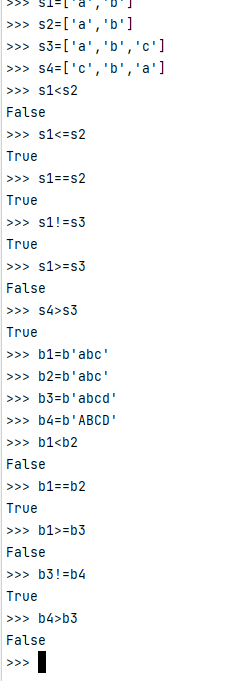 >>> s1=['a','b']
>>> s2=['a','b']
>>> s3=['a','b','c']
>>> s4=['c','b','a']
>>> s1<s2
False
>>> s1<=s2
True
>>> s1==s2
True
>>> s1!=s3
True
>>> s1>=s3
False
>>> s4>s3
True
>>> b1=b'abc'
>>> b2=b'abc'
>>> b3=b'abcd'
>>> b4=b'ABCD'
>>> b1<b2
False
>>> b1==b2
True
>>> b1>=b3
False
>>> b3!=b4
True
>>> b4>b3
False
>>>